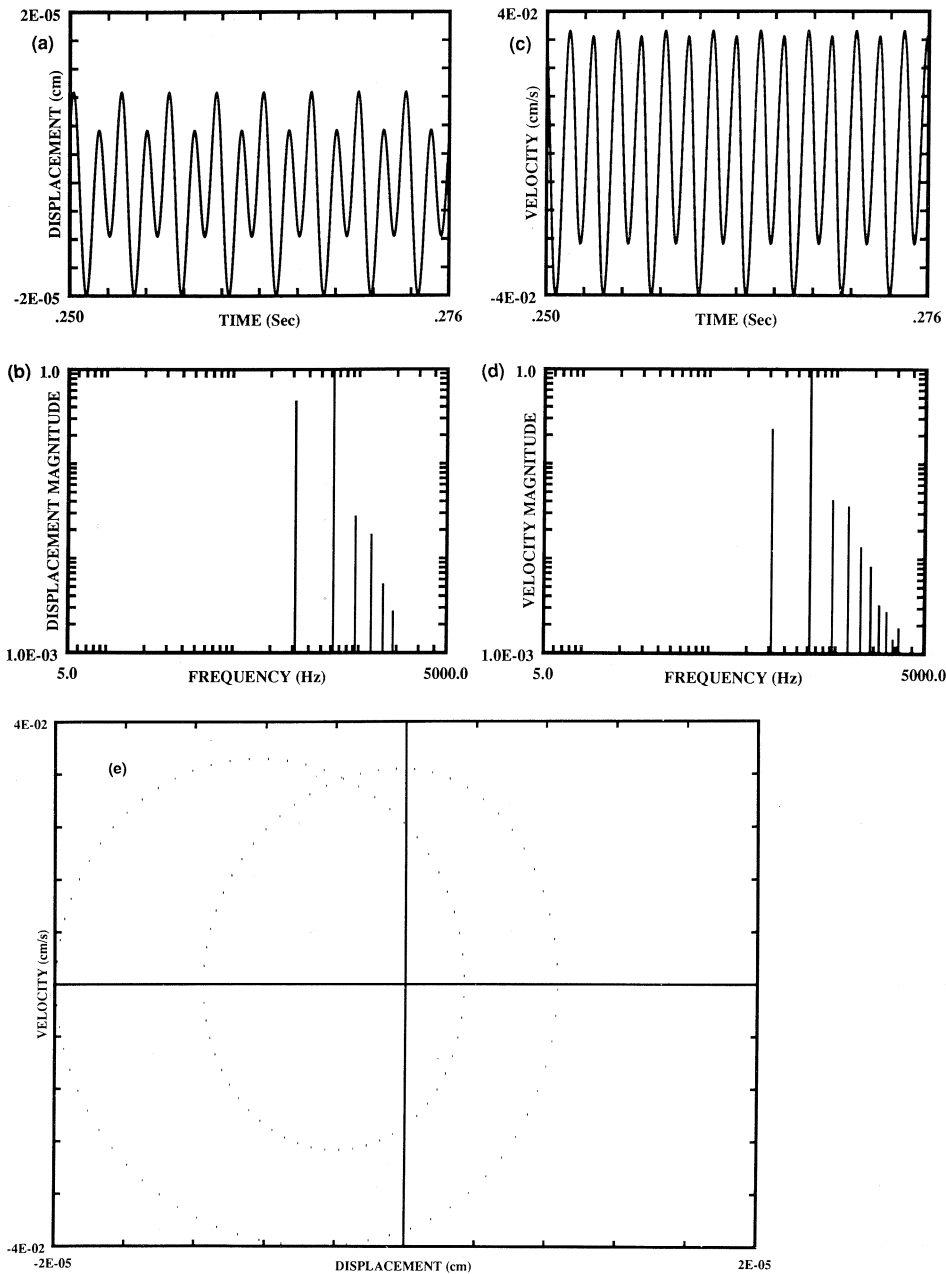 (a)
2E-05
DISPLACEMENT (cm)
-2E-05
.250
TIME (Sec)
.276
(c)
4E-02
VELOCITY (cm/s)
-4E-02
.250
TIME (Sec)
.276
(b)
1.0
DISPLACEMENT MAGNITUDE
1.0E-03
5.0
FREQUENCY (Hz)
5000.0
(d)
1.0
VELOCITY MAGNITUDE
1.0E-03
5.0
FREQUENCY (Hz)
5000.0
4E-02
(e)
VELOCITY (cm/s)
-4E-02
-2E-05
DISPLACEMENT (cm)
2E-05